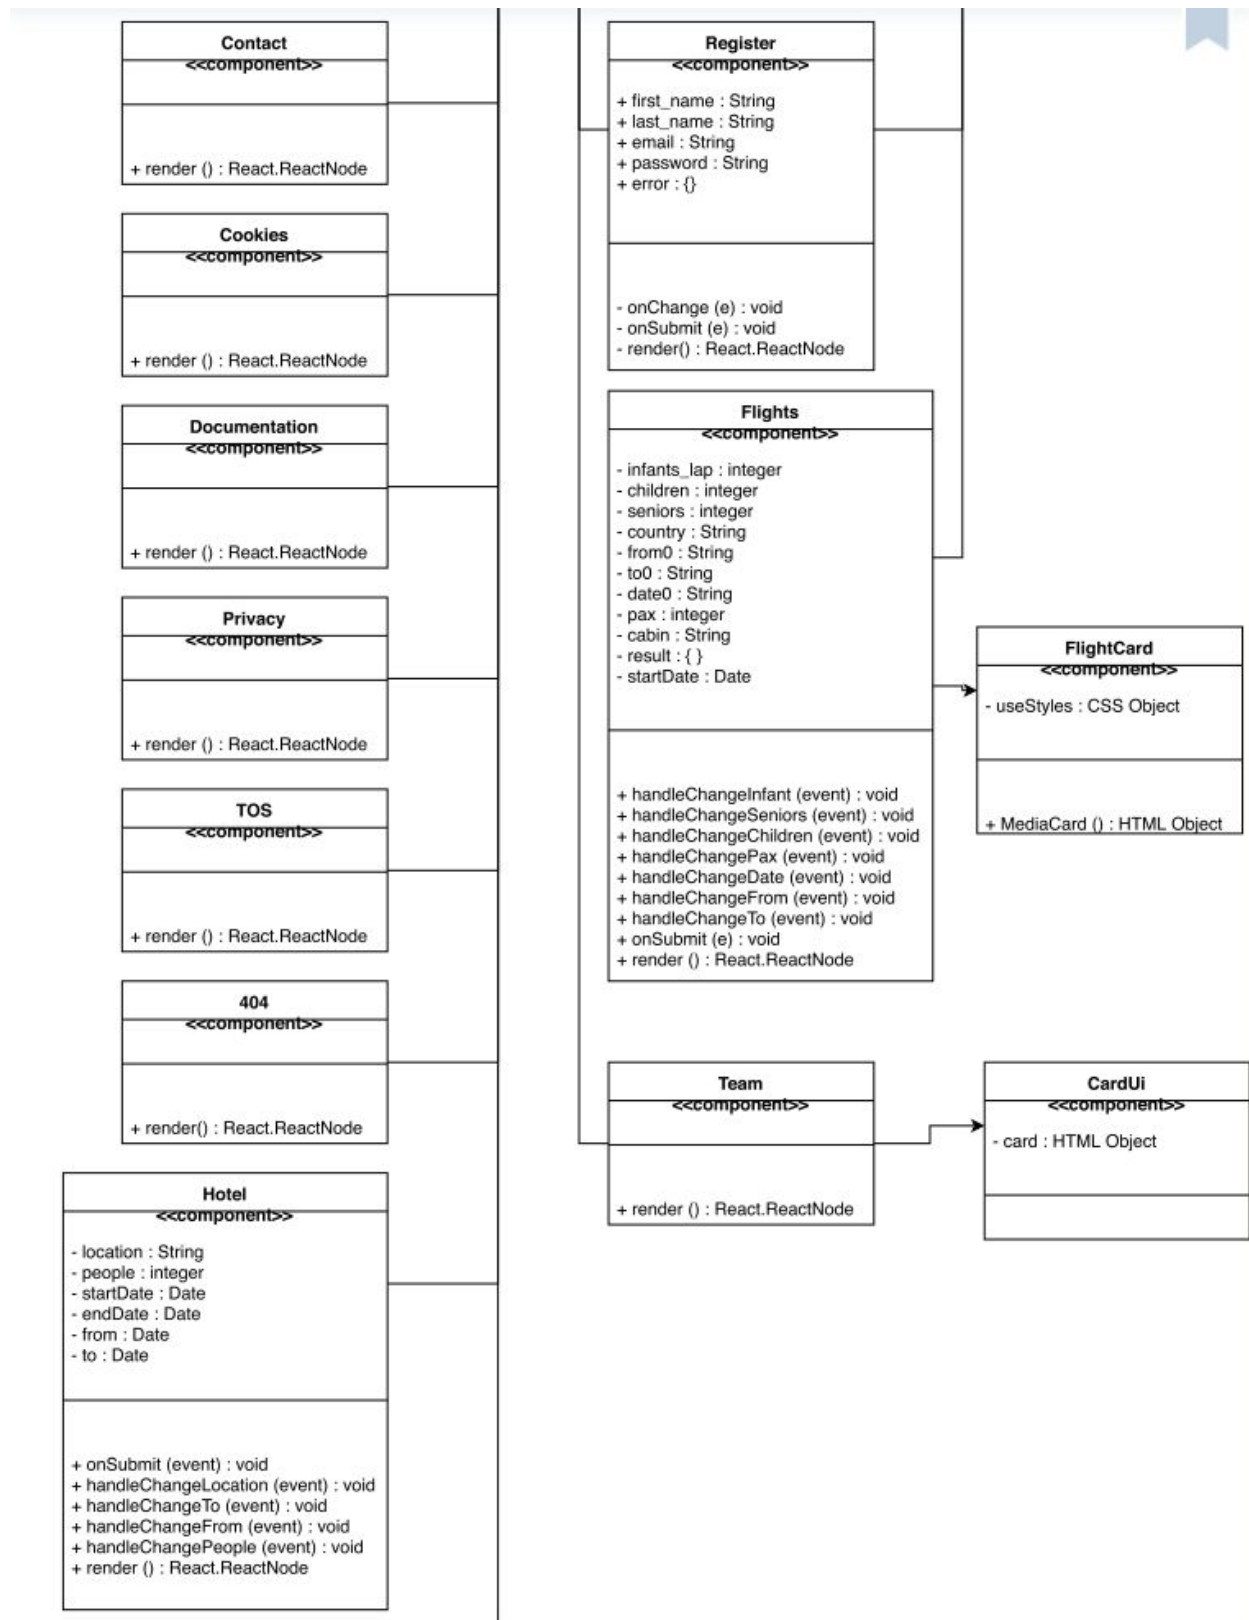 Contact
<<component>>
+ render () : React.ReactNode
Cookies
<<component>>
+ render () : React.ReactNode
Documentation
<<component>>
+ render () : React.ReactNode
Privacy
<<component>>
+ render () : React.ReactNode
TOS
<<component>>
+ render () : React.ReactNode
404
<<component>>
+ render() : React.ReactNode
Hotel
<<component>>
- location : String
- people : integer
- startDate : Date
- endDate : Date
- from : Date
- to : Date
+ onSubmit (event) : void
+ handleChangeLocation (event) : void
+ handleChangeTo (event) : void
+ handleChangeFrom (event) : void
+ handleChangePeople (event) : void
+ render () : React.ReactNode
Register
<<component>>
+ first_name : String
+ last_name : String
+ email : String
+ password : String
+ error : {}
- onChange (e) : void
- onSubmit (e) : void
- render() : React.ReactNode
Flights
<<component>>
- infants_lap : integer
- children : integer
- seniors : integer
- country : String
- from0 : String
- to0 : String
- date0 : String
- pax : integer
- cabin : String
- result : { }
- startDate : Date
+ handleChangeInfant (event) : void
+ handleChangeSeniors (event) : void
+ handleChangeChildren (event) : void
+ handleChangePax (event) : void
+ handleChangeDate (event) : void
+ handleChangeFrom (event) : void
+ handleChangeTo (event) : void
+ onSubmit (e) : void
+ render () : React.ReactNode
FlightCard
<<component>>
- useStyles : CSS Object
+ MediaCard () : HTML Object
Team
<<component>>
+ render () : React.ReactNode
CardUi
<<component>>
- card : HTML Object